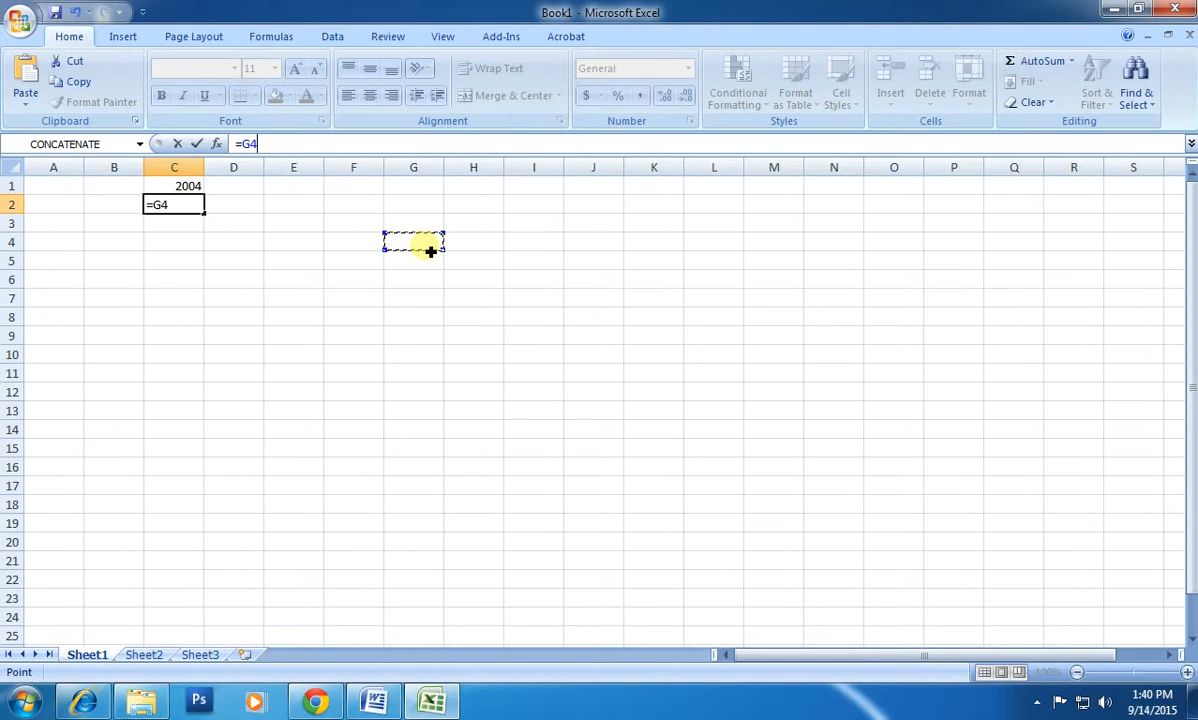 Book1 - Microsoft Excel
Home Insert Page Layout Formulas Data Review View Add-Ins Acrobat
Cut
Copy
Format Painter
Paste
Clipboard
11
Font
Wrap Text
Merge & Center
Alignment
General
$ % ,
Number
Conditional Formatting
Format as Table
Cell Styles
Styles
Insert Delete Format
Cells
Σ AutoSum
Fill
Clear
Sort & Filter
Find & Select
Editing
CONCATENATE fx =G4
A B C D E F G H I J K L M N O P Q R S
1 2004
2 =G4
3
4
5
6
7
8
9
10
11
12
13
14
15
16
17
18
19
20
21
22
23
24
25
Sheet1 Sheet2 Sheet3
Point 100%
Ps
1:40 PM
9/14/2015